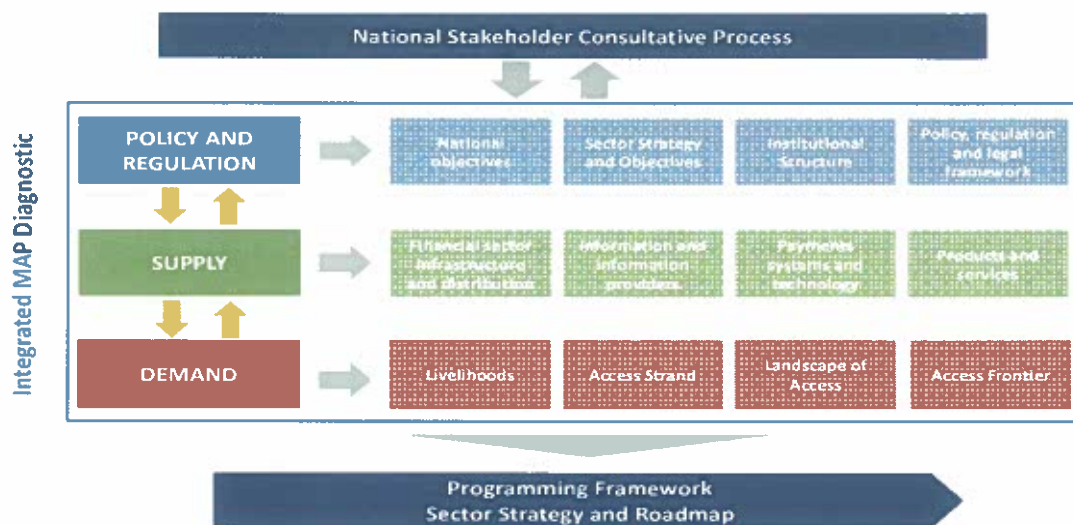 National Stakeholder Consultative Process
Integrated MAP Diagnostic
POLICY AND
REGULATION
National
objectives
Sector Strategy
and Objectives
Institutional
Structure
Policy, regulation
and legal
framework
SUPPLY
Financial sector
infrastructure
and distribution
Information and
information
providers
Payments
systems and
technology
Products and
services
DEMAND
Livelihoods
Access Strand
Landscape of
Access
Access Frontier
Programming Framework
Sector Strategy and Roadmap